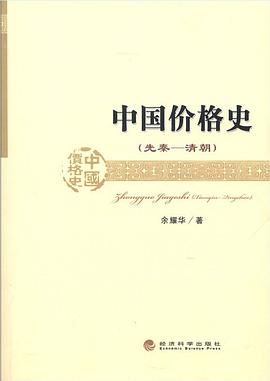 中国价格史
(先秦—清朝)
中國
價格史
Zhongguo Jiageshi (Xianqin—Qingchao)
余耀华/著
经济科学出版社
Economic Science Press